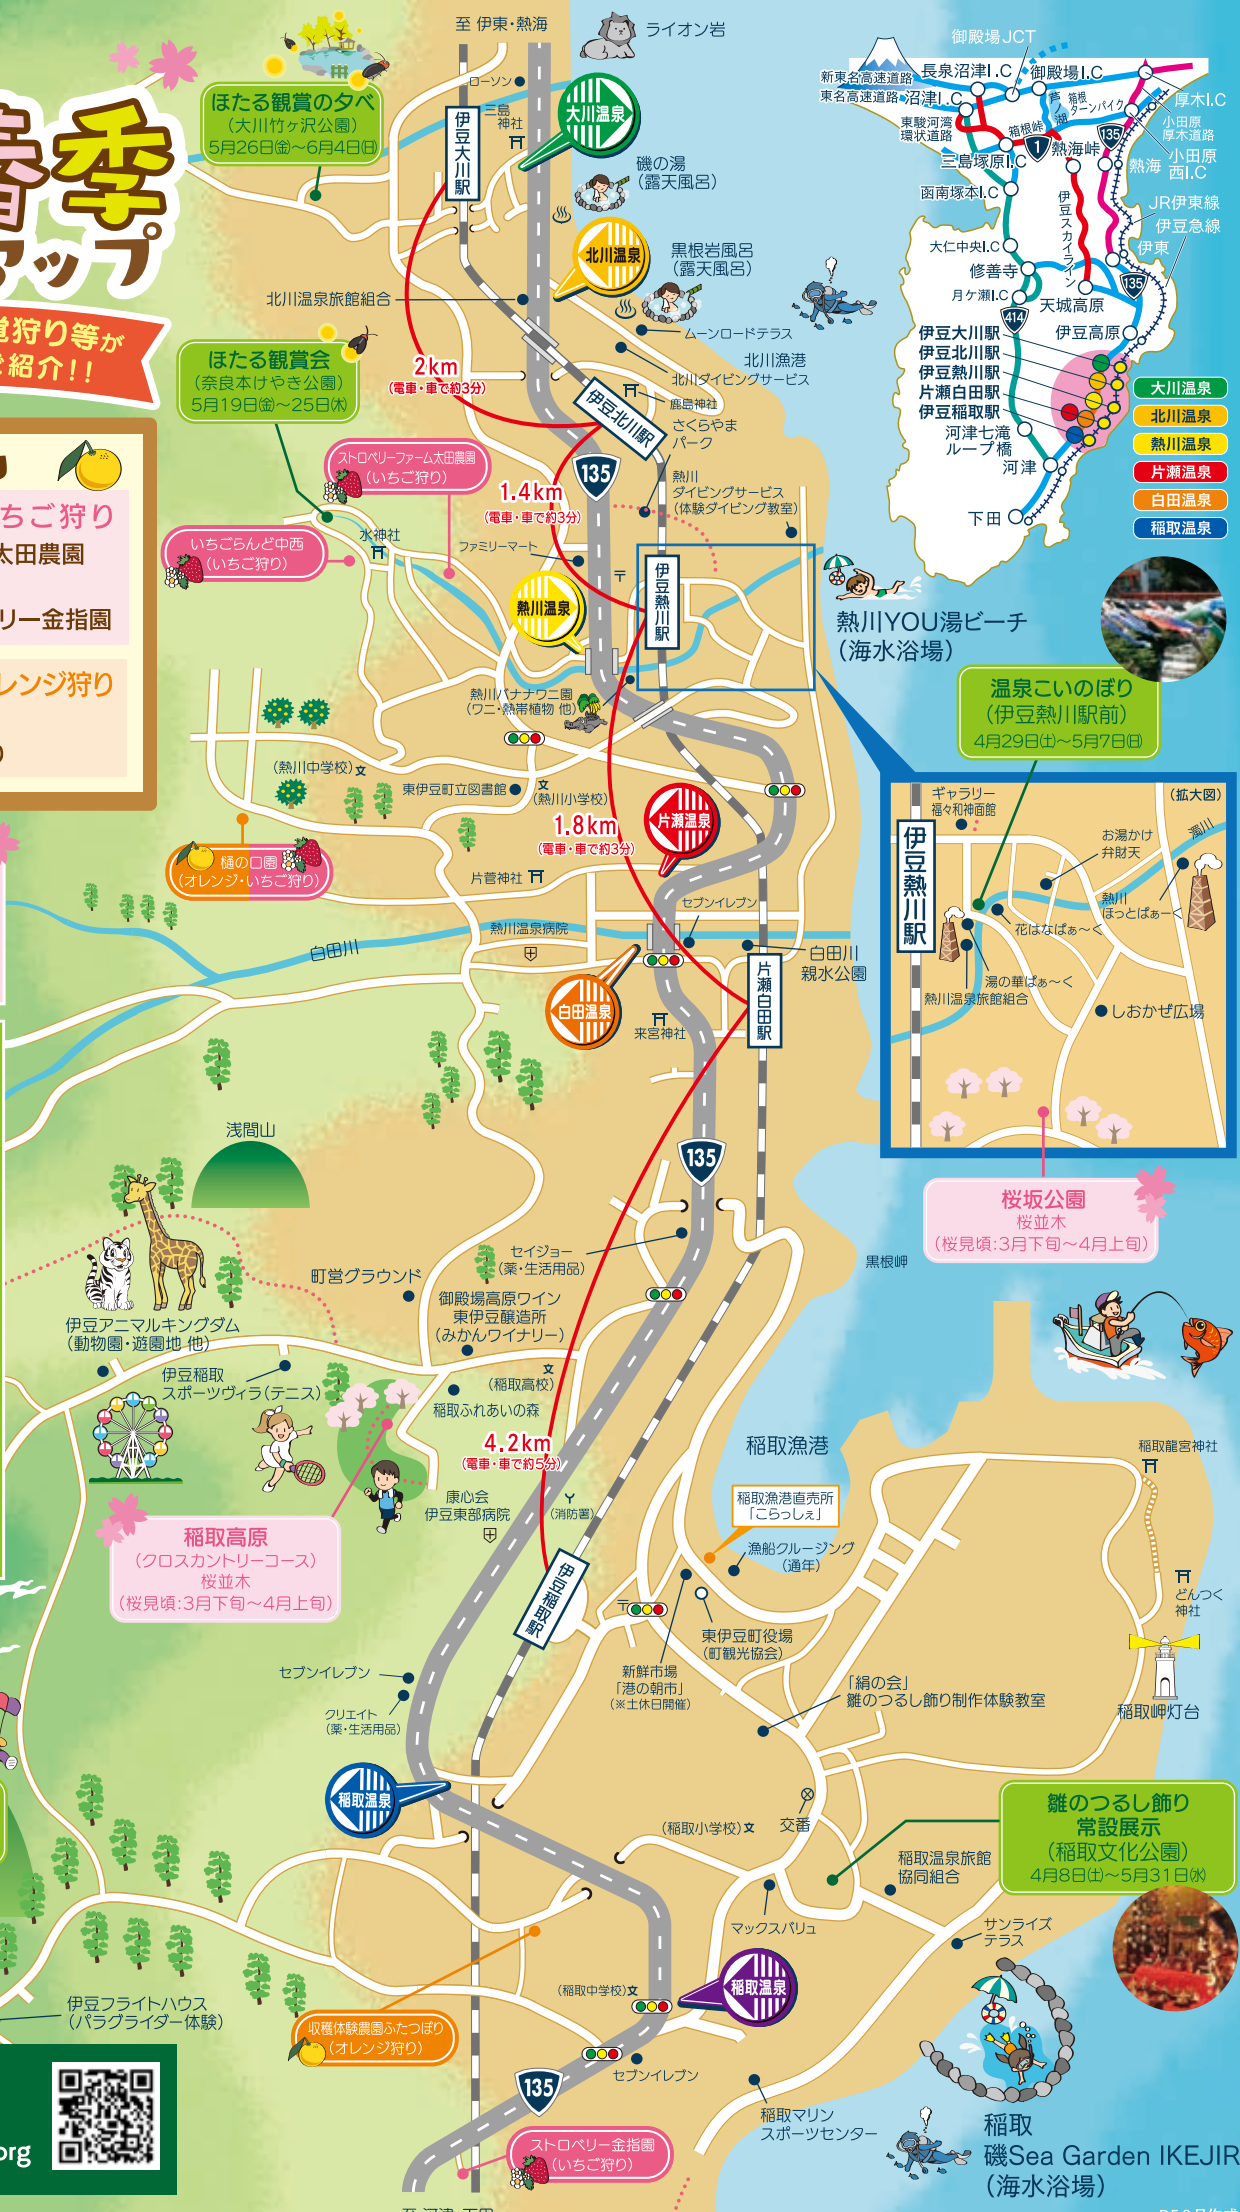 季
マップ
狩り等が
紹介!!
ちご狩り
太田農園
リー金指園
レンジ狩り
至 伊東・熱海
ライオン岩
ローソン
三島
神社
伊豆大川駅
大川温泉
ほたる観賞の夕べ
(大川竹ヶ沢公園)
5月26日㈮～6月4日㈰
磯の湯
(露天風呂)
北川温泉
黒根岩風呂
(露天風呂)
北川温泉旅館組合
ムーンロードテラス
北川漁港
北川ダイビングサービス
ほたる観賞会
(奈良本けやき公園)
5月19日㈮～25日㈭
2km
(電車・車で約3分)
伊豆北川駅
鹿島神社
さくらやま
パーク
ストロベリーファーム太田農園
(いちご狩り)
135
1.4km
(電車・車で約3分)
熱川
ダイビングサービス
(体験ダイビング教室)
いちごらんど中西
(いちご狩り)
水神社
ファミリーマート
〒
伊豆熱川駅
熱川温泉
熱川YOU湯ビーチ
(海水浴場)
熱川バナナワニ園
(ワニ・熱帯植物 他)
(熱川中学校)文
東伊豆町立図書館
文
(熱川小学校)
1.8km
(電車・車で約3分)
片瀬温泉
樋の口園
(オレンジ・いちご狩り)
片菅神社
セブンイレブン
熱川温泉病院
白田川
白田川
親水公園
片瀬白田駅
白田温泉
来宮神社
御殿場JCT
新東名高速道路
長泉沼津I.C
御殿場I.C
東名高速道路
沼津I.C
芦ノ湖
箱根
ターンパイク
厚木I.C
小田原
厚木道路
東駿河湾
環状道路
箱根峠
1
135
熱海峠
熱海
小田原
西I.C
三島塚原I.C
函南塚本I.C
伊豆スカイライン
JR伊東線
伊豆急線
伊東
大仁中央I.C
修善寺
月ケ瀬I.C
天城高原
135
414
伊豆高原
伊豆大川駅
伊豆北川駅
伊豆熱川駅
片瀬白田駅
伊豆稲取駅
河津七滝
ループ橋
河津
下田
大川温泉
北川温泉
熱川温泉
片瀬温泉
白田温泉
稲取温泉
温泉こいのぼり
(伊豆熱川駅前)
4月29日㈯～5月7日㈰
(拡大図)
ギャラリー
福々和神面館
伊豆熱川駅
お湯かけ
弁財天
濁川
熱川
ほっとぱぁーく
花はなぱぁ～く
湯の華ぱぁ～く
熱川温泉旅館組合
しおかぜ広場
桜坂公園
桜並木
(桜見頃:3月下旬～4月上旬)
黒根岬
浅間山
135
セイジョー
(薬・生活用品)
町営グラウンド
御殿場高原ワイン
東伊豆醸造所
(みかんワイナリー)
伊豆アニマルキングダム
(動物園・遊園地 他)
伊豆稲取
スポーツヴィラ(テニス)
文
(稲取高校)
稲取ふれあいの森
4.2km
(電車・車で約5分)
康心会
伊豆東部病院
(消防署)
稲取高原
(クロスカントリーコース)
桜並木
(桜見頃:3月下旬～4月上旬)
伊豆稲取駅
稲取漁港
稲取漁港直売所
「こらっしぇ」
漁船クルージング
(通年)
〒
東伊豆町役場
(町観光協会)
新鮮市場
「港の朝市」
(※土休日開催)
「絹の会」
雛のつるし飾り制作体験教室
稲取龍宮神社
どんつく
神社
稲取岬灯台
セブンイレブン
クリエイト
(薬・生活用品)
稲取温泉
(稲取小学校)文
交番
雛のつるし飾り
常設展示
(稲取文化公園)
4月8日㈯～5月31日㈬
稲取温泉旅館
協同組合
マックスバリュ
サンライズ
テラス
伊豆フライトハウス
(パラグライダー体験)
収穫体験農園ふたつぼり
(オレンジ狩り)
(稲取中学校)文
稲取温泉
セブンイレブン
135
稲取マリン
スポーツセンター
ストロベリー金指園
(いちご狩り)
稲取
磯Sea Garden IKEJIR
(海水浴場)
org